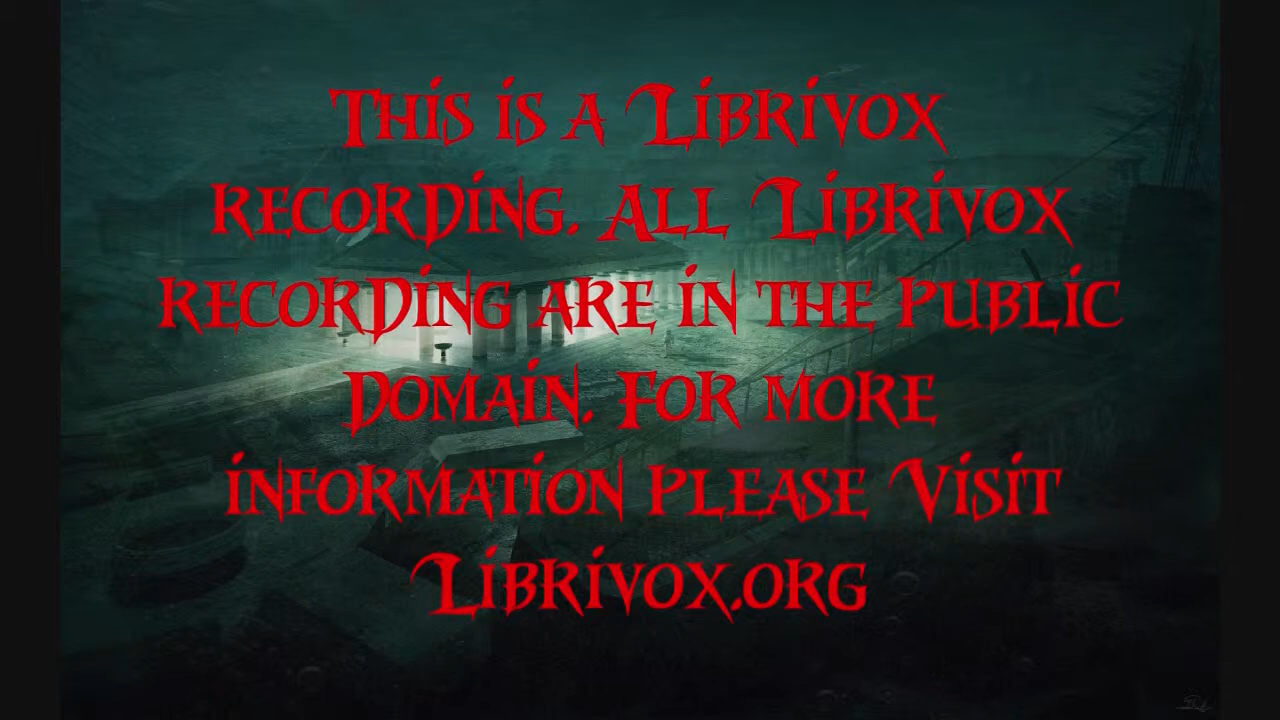 This is a Librivox
recording. All Librivox
recording are in the public
Domain. For more
information please Visit
Librivox.org